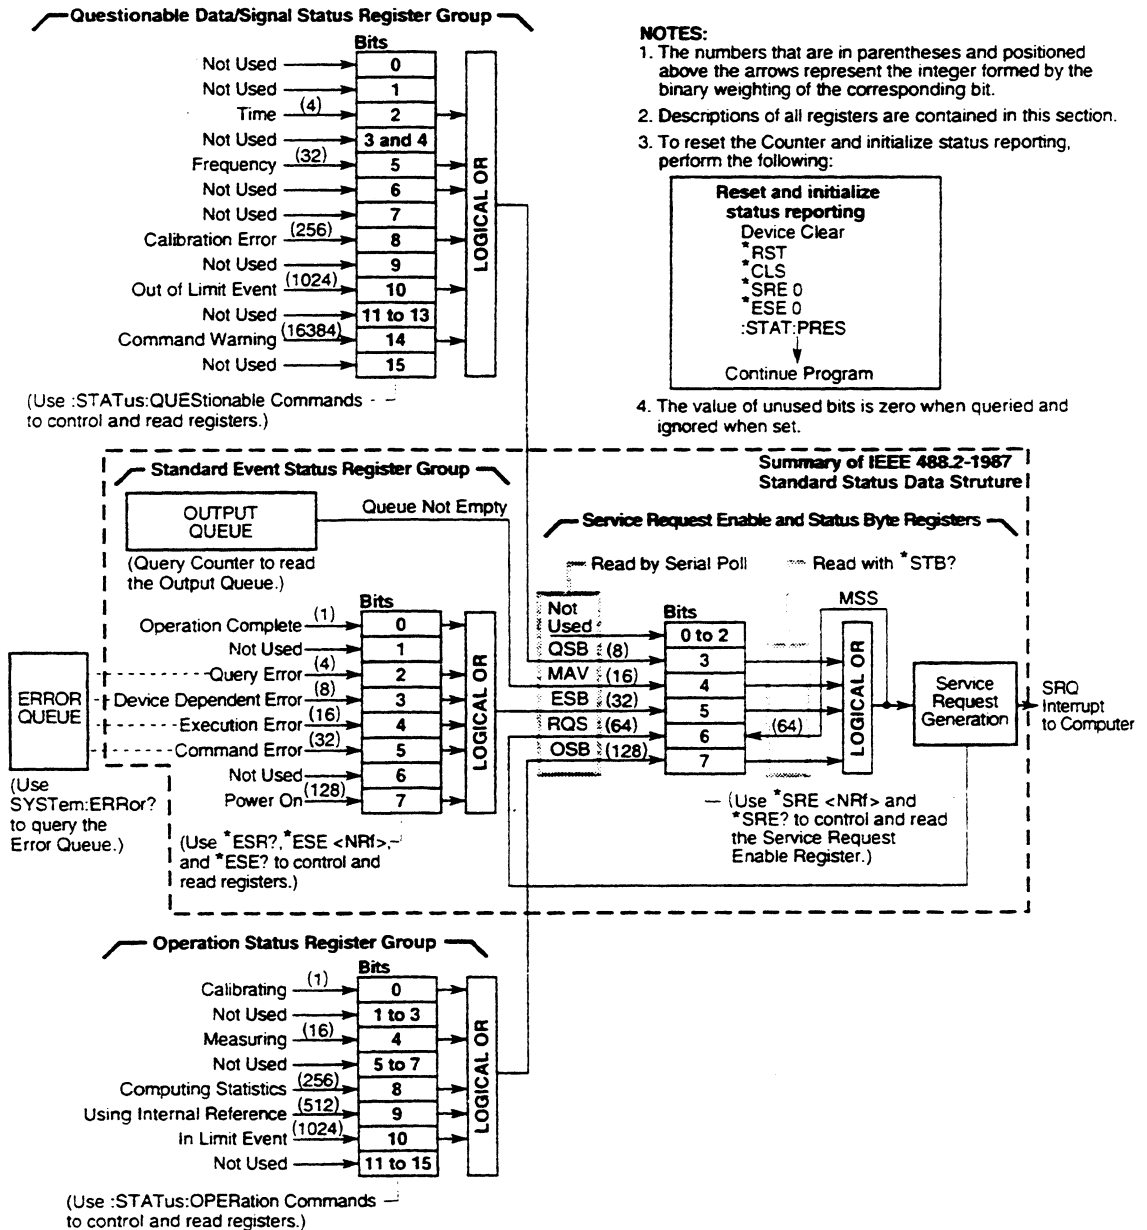 Questionable Data/Signal Status Register Group
Bits
Not Used 0
Not Used 1
Time (4) 2
Not Used 3 and 4
Frequency (32) 5
Not Used 6
Not Used 7
Calibration Error (256) 8
Not Used 9
Out of Limit Event (1024) 10
Not Used 11 to 13
Command Warning (16384) 14
Not Used 15
LOGICAL OR
(Use :STATus:QUEStionable Commands
to control and read registers.)
NOTES:
1. The numbers that are in parentheses and positioned
above the arrows represent the integer formed by the
binary weighting of the corresponding bit.
2. Descriptions of all registers are contained in this section.
3. To reset the Counter and initialize status reporting,
perform the following:
Reset and initialize
status reporting
Device Clear
*RST
*CLS
*SRE 0
*ESE 0
:STAT:PRES
Continue Program
4. The value of unused bits is zero when queried and
ignored when set.
Summary of IEEE 488.2-1987
Standard Status Data Struture
Standard Event Status Register Group
OUTPUT
QUEUE
Queue Not Empty
(Query Counter to read
the Output Queue.)
Bits
Operation Complete (1) 0
Not Used 1
Query Error (4) 2
Device Dependent Error (8) 3
Execution Error (16) 4
Command Error (32) 5
Not Used 6
Power On (128) 7
LOGICAL OR
ERROR
QUEUE
(Use
SYSTem:ERRor?
to query the
Error Queue.)
(Use *ESR?,*ESE <NRf>,
and *ESE? to control and
read registers.)
Service Request Enable and Status Byte Registers
Read by Serial Poll
Read with *STB?
MSS
Bits
Not
Used 0 to 2
QSB (8) 3
MAV (16) 4
ESB (32) 5
RQS (64) 6 (64)
OSB (128) 7
LOGICAL OR
Service
Request
Generation
SRQ
Interrupt
to Computer
(Use *SRE <NRf> and
*SRE? to control and read
the Service Request
Enable Register.)
Operation Status Register Group
Bits
Calibrating (1) 0
Not Used 1 to 3
Measuring (16) 4
Not Used 5 to 7
Computing Statistics (256) 8
Using Internal Reference (512) 9
In Limit Event (1024) 10
Not Used 11 to 15
LOGICAL OR
(Use :STATus:OPERation Commands
to control and read registers.)